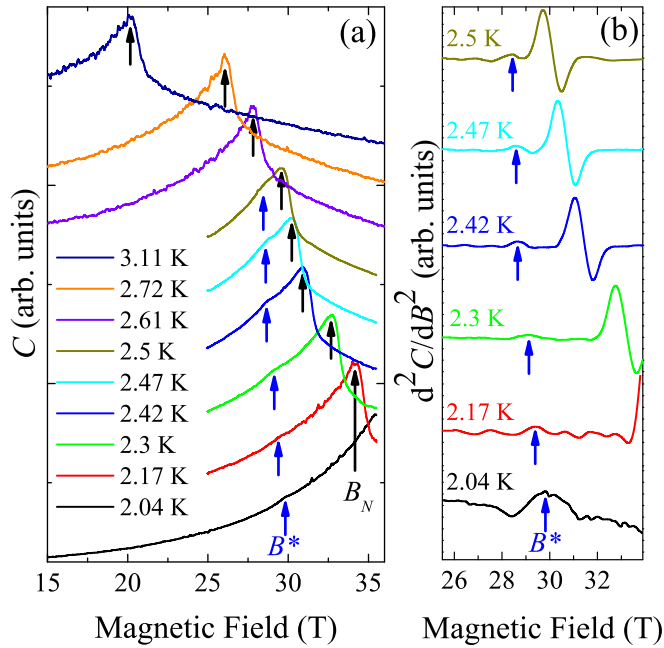 (a)
C (arb. units)
3.11 K
2.72 K
2.61 K
2.5 K
2.47 K
2.42 K
2.3 K
2.17 K
2.04 K
B_N
B*
15 20 25 30 35
Magnetic Field (T)
(b)
d²C/dB² (arb. units)
2.5 K
2.47 K
2.42 K
2.3 K
2.17 K
2.04 K
B*
26 28 30 32
Magnetic Field (T)